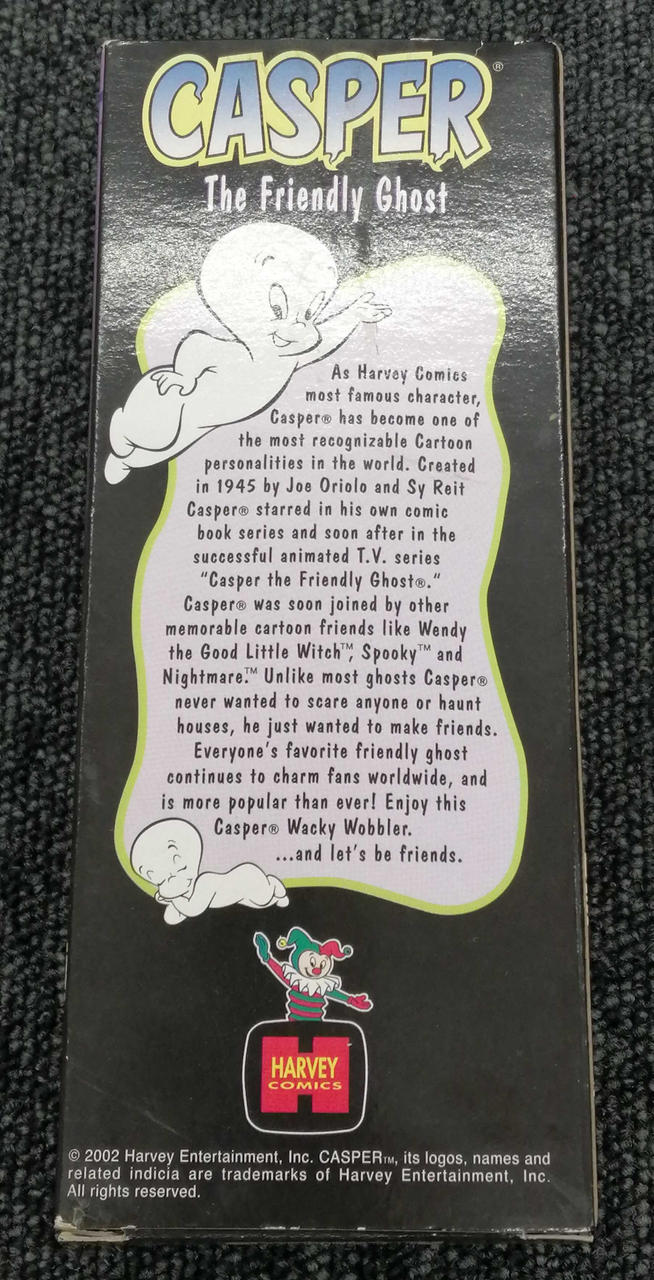 CASPER®
The Friendly Ghost
As Harvey Comics
most famous character,
Casper® has become one of
the most recognizable Cartoon
personalities in the world. Created
in 1945 by Joe Oriolo and Sy Reit
Casper® starred in his own comic
book series and soon after in the
successful animated T.V. series
“Casper the Friendly Ghost®.”
Casper® was soon joined by other
memorable cartoon friends like Wendy
the Good Little Witch™, Spooky™ and
Nightmare.™ Unlike most ghosts Casper®
never wanted to scare anyone or haunt
houses, he just wanted to make friends.
Everyone's favorite friendly ghost
continues to charm fans worldwide, and
is more popular than ever! Enjoy this
Casper® Wacky Wobbler.
...and let's be friends.
HARVEY
COMICS
© 2002 Harvey Entertainment, Inc. CASPER™, its logos, names and
related indicia are trademarks of Harvey Entertainment, Inc.
All rights reserved.